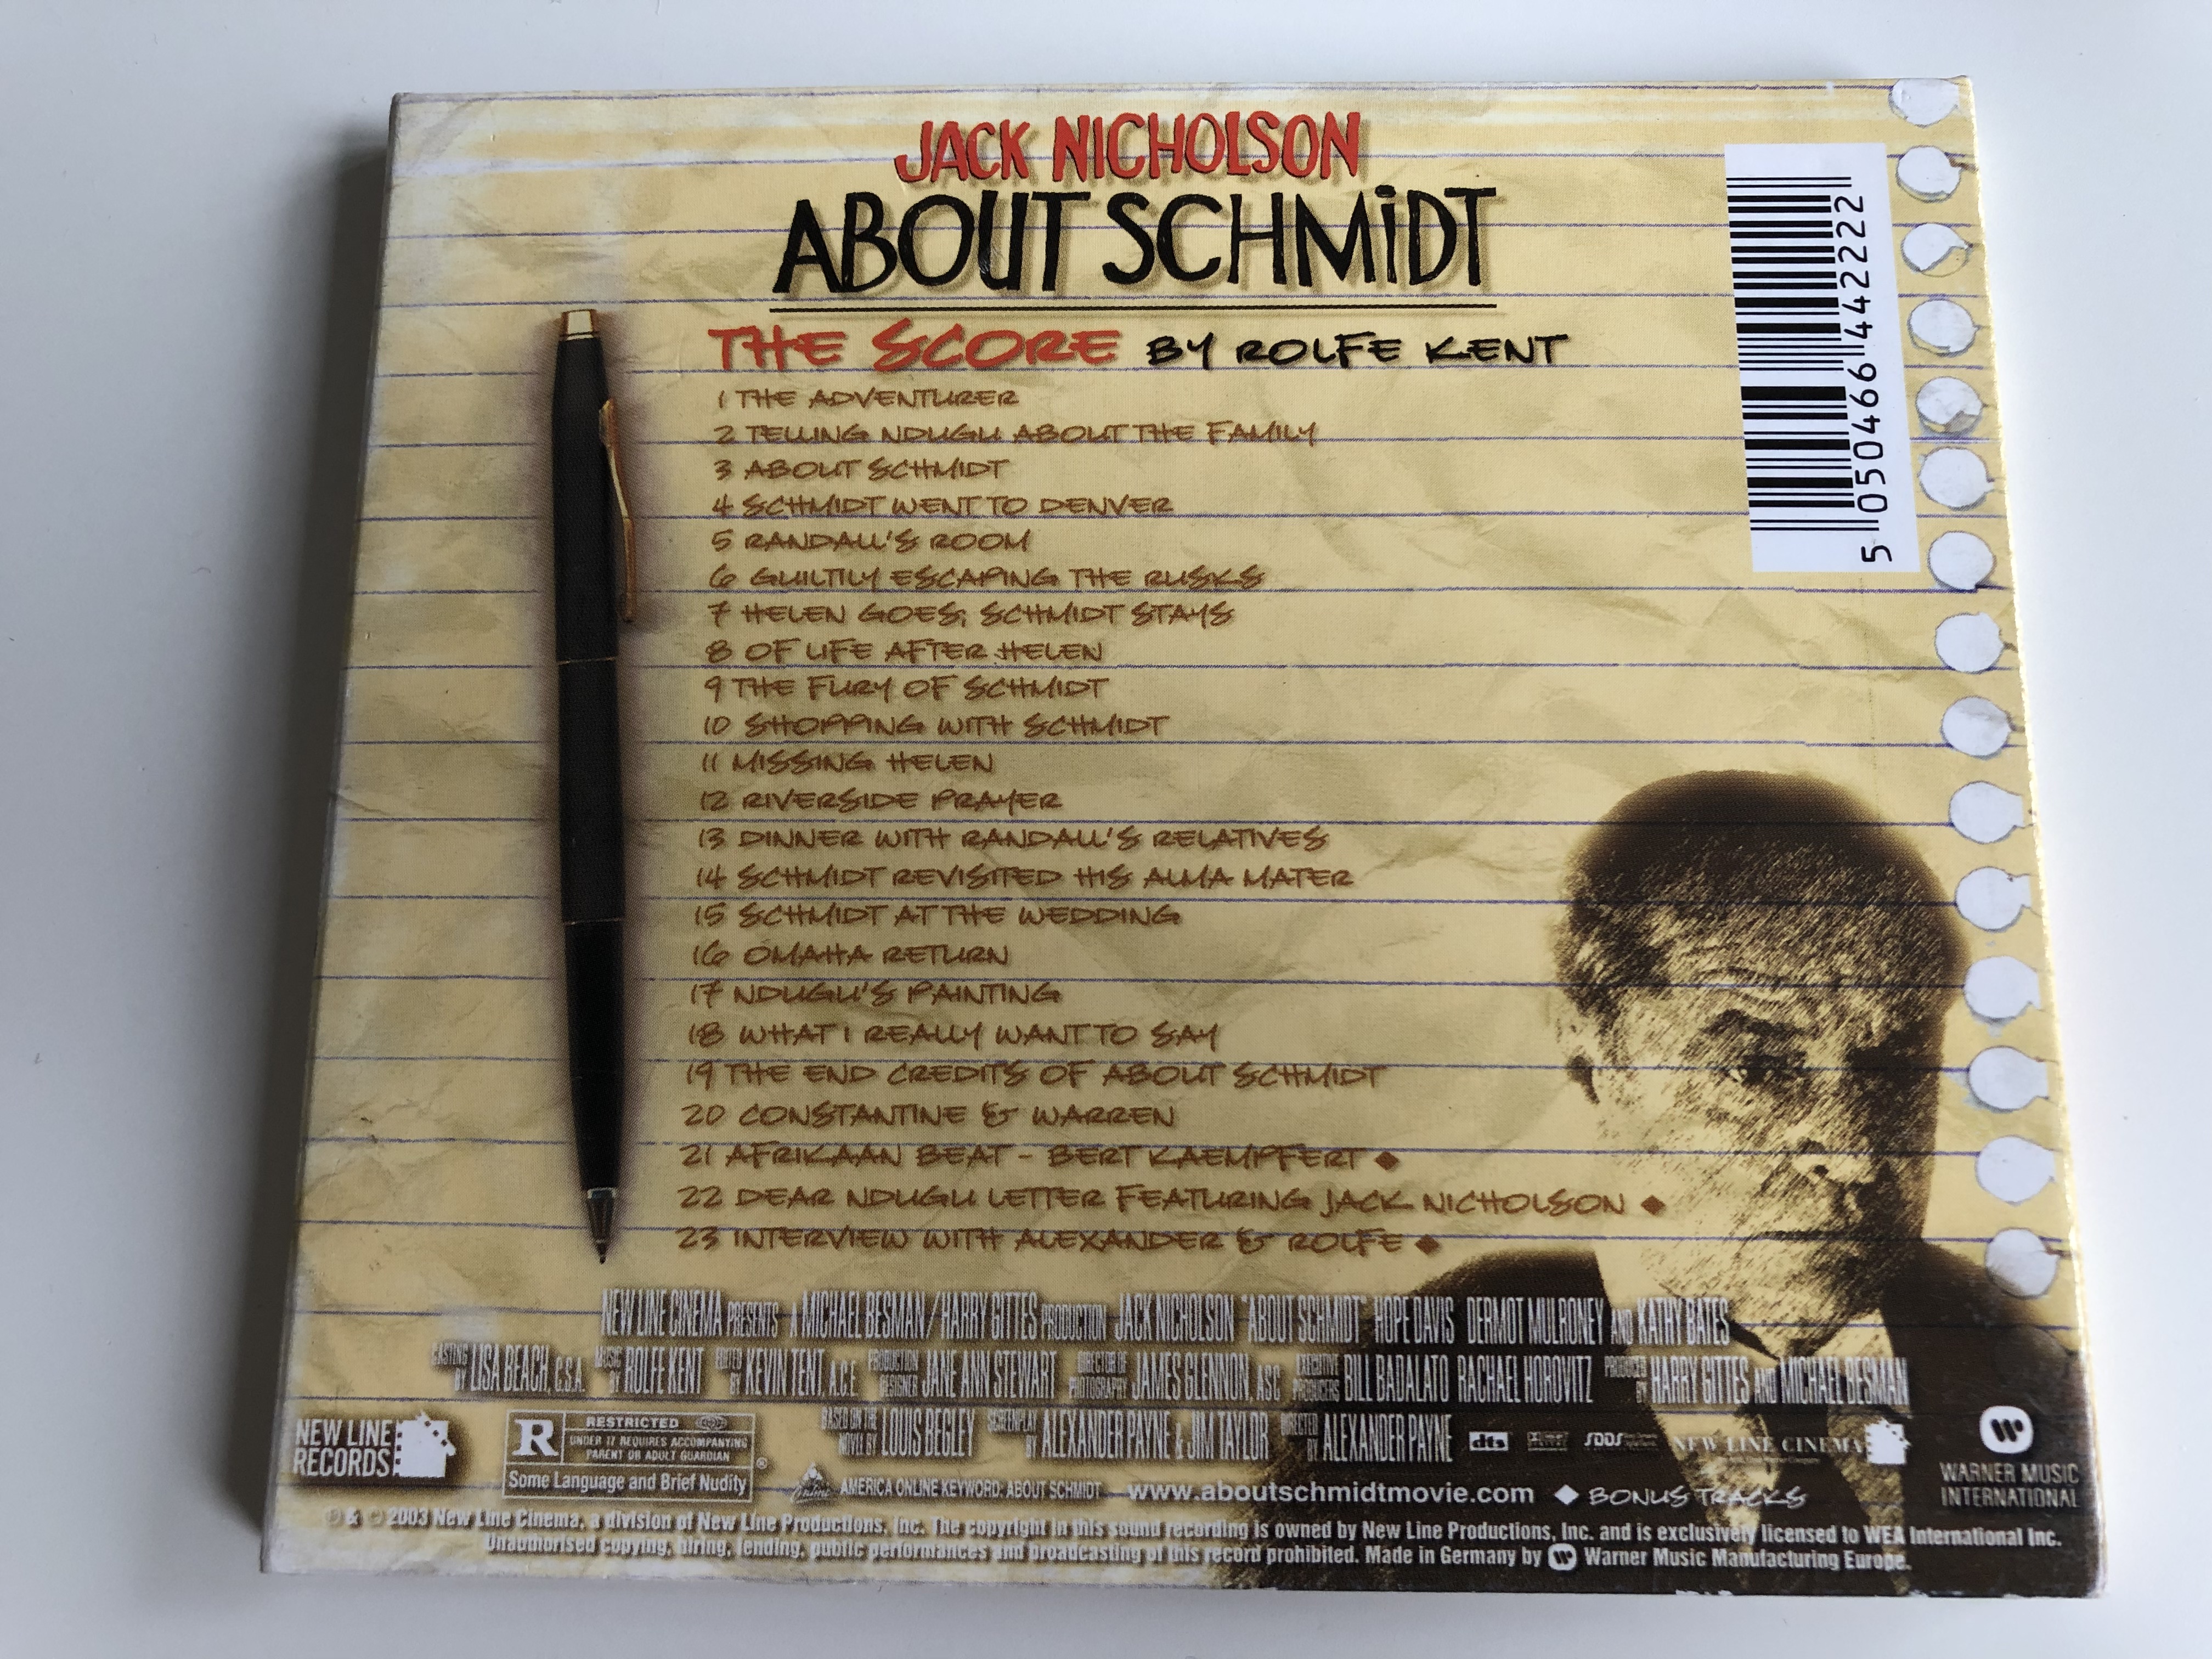 JACK NICHOLSON
ABOUT SCHMiDT
THE SCORE BY ROLFE KENT
1 THE ADVENTURER
2 TELLING NDUGU ABOUT THE FAMILY
3 ABOUT SCHMIDT
4 SCHMIDT WENT TO DENVER
5 RANDALL'S ROOM
6 GUILTILY ESCAPING THE RUSKS
7 HELEN GOES; SCHMIDT STAYS
8 OF LIFE AFTER HELEN
9 THE FURY OF SCHMIDT
10 SHOPPING WITH SCHMIDT
11 MISSING HELEN
12 RIVERSIDE PRAYER
13 DINNER WITH RANDALL'S RELATIVES
14 SCHMIDT REVISITED HIS ALMA MATER
15 SCHMIDT AT THE WEDDING
16 OMAHA RETURN
17 NDUGU'S PAINTING
18 WHAT I REALLY WANT TO SAY
19 THE END CREDITS OF ABOUT SCHMIDT
20 CONSTANTINE & WARREN
21 AFRIKAAN BEAT - BERT KAEMPFERT ◆
22 DEAR NDUGU LETTER FEATURING JACK NICHOLSON ◆
23 INTERVIEW WITH ALEXANDER & ROLFE ◆
5 050466 442222
NEW LINE CINEMA PRESENTS A MICHAEL BESMAN/HARRY GITTES PRODUCTION JACK NICHOLSON "ABOUT SCHMIDT" HOPE DAVIS DERMOT MULRONEY AND KATHY BATES
CASTING BY LISA BEACH, C.S.A. MUSIC BY ROLFE KENT EDITED BY KEVIN TENT, A.C.E. PRODUCTION DESIGNER JANE ANN STEWART DIRECTOR OF PHOTOGRAPHY JAMES GLENNON, ASC EXECUTIVE PRODUCERS BILL BADALATO RACHAEL HOROVITZ PRODUCED BY HARRY GITTES AND MICHAEL BESMAN
BASED ON THE NOVEL BY LOUIS BEGLEY SCREENPLAY BY ALEXANDER PAYNE & JIM TAYLOR DIRECTED BY ALEXANDER PAYNE dts SDDS NEW LINE CINEMA
NEW LINE
RECORDS
R RESTRICTED
UNDER 17 REQUIRES ACCOMPANYING
PARENT OR ADULT GUARDIAN
Some Language and Brief Nudity
®
AMERICA ONLINE KEYWORD: ABOUT SCHMIDT www.aboutschmidtmovie.com ◆ BONUS TRACKS
WARNER MUSIC
INTERNATIONAL
℗ & © 2003 New Line Cinema, a division of New Line Productions, Inc. The copyright in this sound recording is owned by New Line Productions, Inc. and is exclusively licensed to WEA International Inc.
Unauthorised copying, hiring, lending, public performances and broadcasting of this record prohibited. Made in Germany by Warner Music Manufacturing Europe.